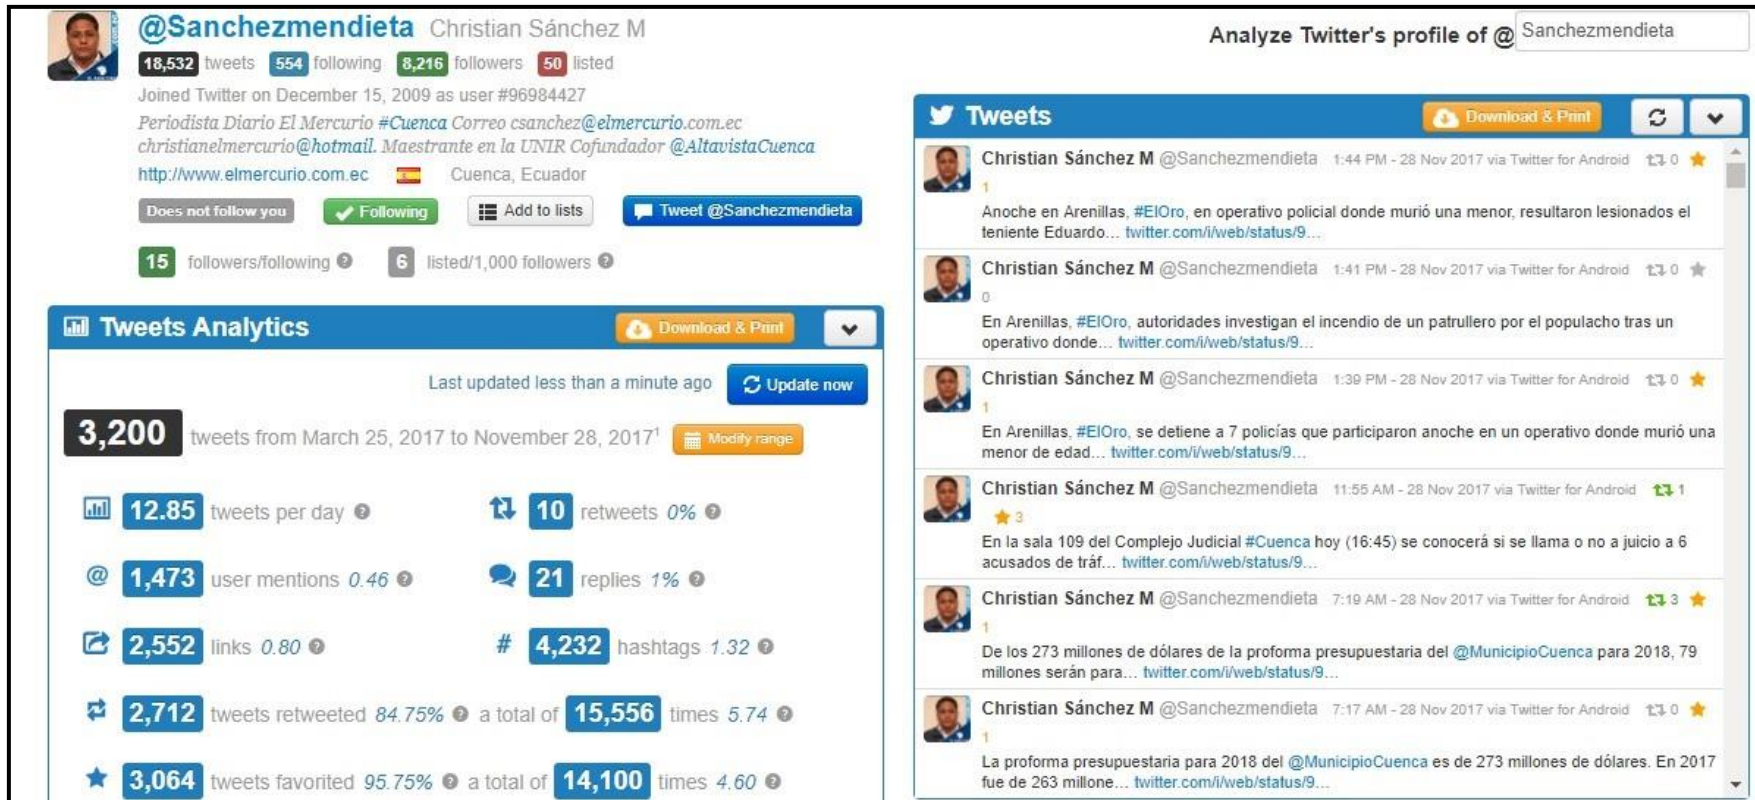 @Sanchezmendieta Christian Sánchez M
18,532 tweets 554 following 8,216 followers 50 listed
Joined Twitter on December 15, 2009 as user #96984427
Periodista Diario El Mercurio #Cuenca Correo csanchez@elmercurio.com.ec
christianelmercurio@hotmail. Maestrante en la UNIR Cofundador @AltavistaCuenca
http://www.elmercurio.com.ec Cuenca, Ecuador
Does not follow you Following Add to lists Tweet @Sanchezmendieta
15 followers/following 6 listed/1,000 followers
Tweets Analytics Download & Print
Last updated less than a minute ago Update now
3,200 tweets from March 25, 2017 to November 28, 2017¹ Modify range
12.85 tweets per day 10 retweets 0%
@ 1,473 user mentions 0.46 21 replies 1%
2,552 links 0.80 # 4,232 hashtags 1.32
2,712 tweets retweeted 84.75% a total of 15,556 times 5.74
3,064 tweets favorited 95.75% a total of 14,100 times 4.60
Analyze Twitter's profile of @ Sanchezmendieta
Tweets Download & Print
Christian Sánchez M @Sanchezmendieta 1:44 PM - 28 Nov 2017 via Twitter for Android 0
1
Anoche en Arenillas, #ElOro, en operativo policial donde murió una menor, resultaron lesionados el
teniente Eduardo… twitter.com/i/web/status/9…
Christian Sánchez M @Sanchezmendieta 1:41 PM - 28 Nov 2017 via Twitter for Android 0
0
En Arenillas, #ElOro, autoridades investigan el incendio de un patrullero por el populacho tras un
operativo donde… twitter.com/i/web/status/9…
Christian Sánchez M @Sanchezmendieta 1:39 PM - 28 Nov 2017 via Twitter for Android 0
1
En Arenillas, #ElOro, se detiene a 7 policías que participaron anoche en un operativo donde murió una
menor de edad… twitter.com/i/web/status/9…
Christian Sánchez M @Sanchezmendieta 11:55 AM - 28 Nov 2017 via Twitter for Android 1
3
En la sala 109 del Complejo Judicial #Cuenca hoy (16:45) se conocerá si se llama o no a juicio a 6
acusados de tráf… twitter.com/i/web/status/9…
Christian Sánchez M @Sanchezmendieta 7:19 AM - 28 Nov 2017 via Twitter for Android 3
1
De los 273 millones de dólares de la proforma presupuestaria del @MunicipioCuenca para 2018, 79
millones serán para… twitter.com/i/web/status/9…
Christian Sánchez M @Sanchezmendieta 7:17 AM - 28 Nov 2017 via Twitter for Android 0
1
La proforma presupuestaria para 2018 del @MunicipioCuenca es de 273 millones de dólares. En 2017
fue de 263 millone… twitter.com/i/web/status/9…